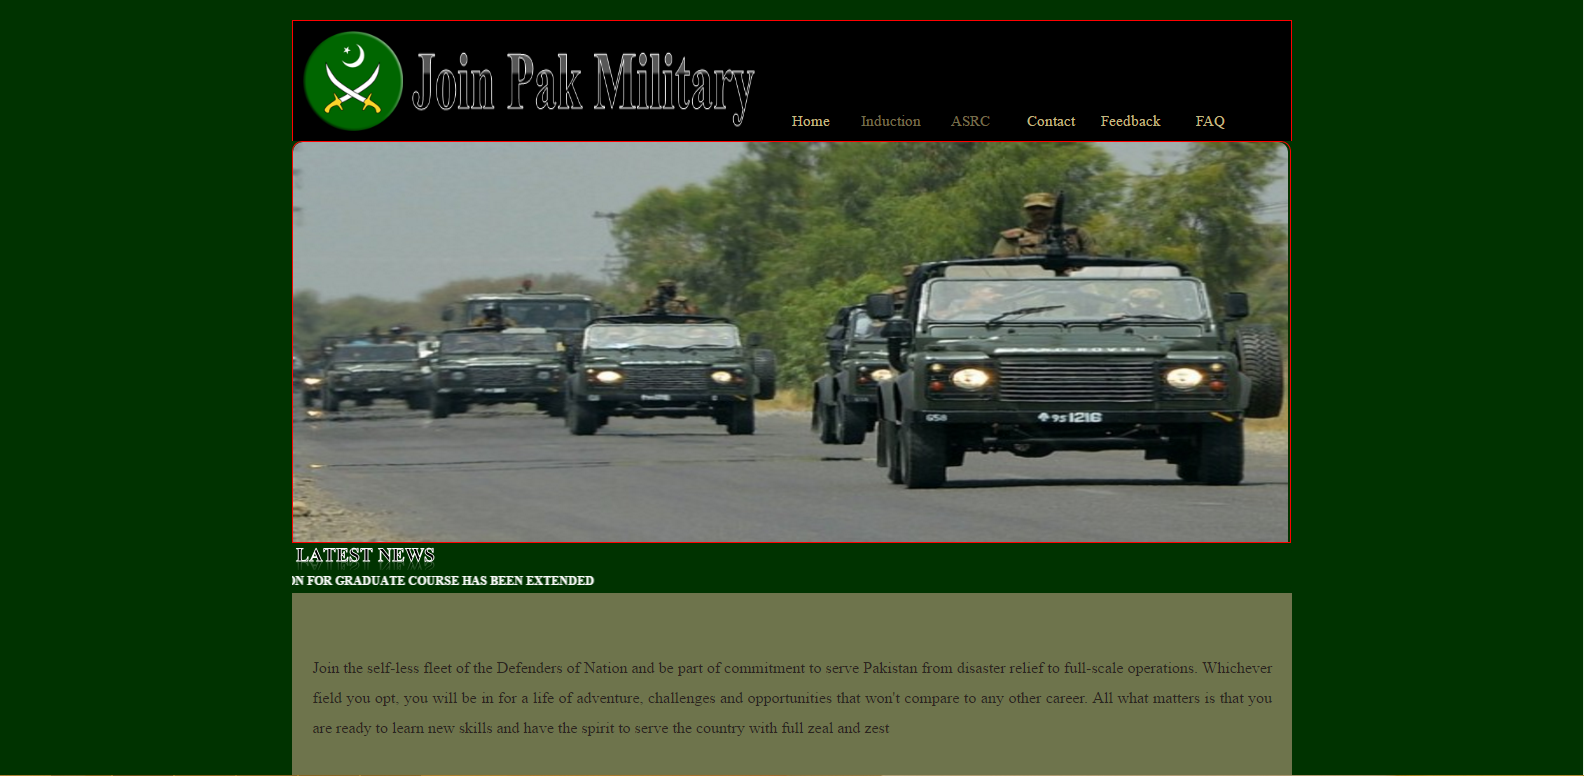 Join Pak Military
Home Induction ASRC Contact Feedback FAQ
LAND ROVER
G58 95 1216
LATEST NEWS
ON FOR GRADUATE COURSE HAS BEEN EXTENDED
Join the self-less fleet of the Defenders of Nation and be part of commitment to serve Pakistan from disaster relief to full-scale operations. Whichever
field you opt, you will be in for a life of adventure, challenges and opportunities that won't compare to any other career. All what matters is that you
are ready to learn new skills and have the spirit to serve the country with full zeal and zest